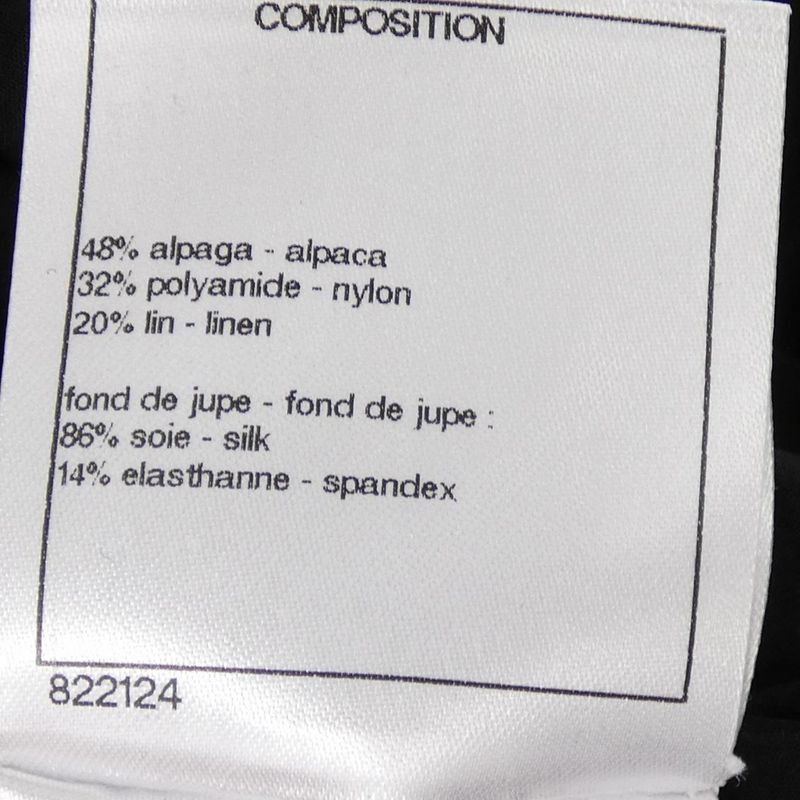 COMPOSITION
48% alpaga - alpaca
32% polyamide - nylon
20% lin - linen
fond de jupe - fond de jupe :
86% soie - silk
14% elasthanne - spandex
822124